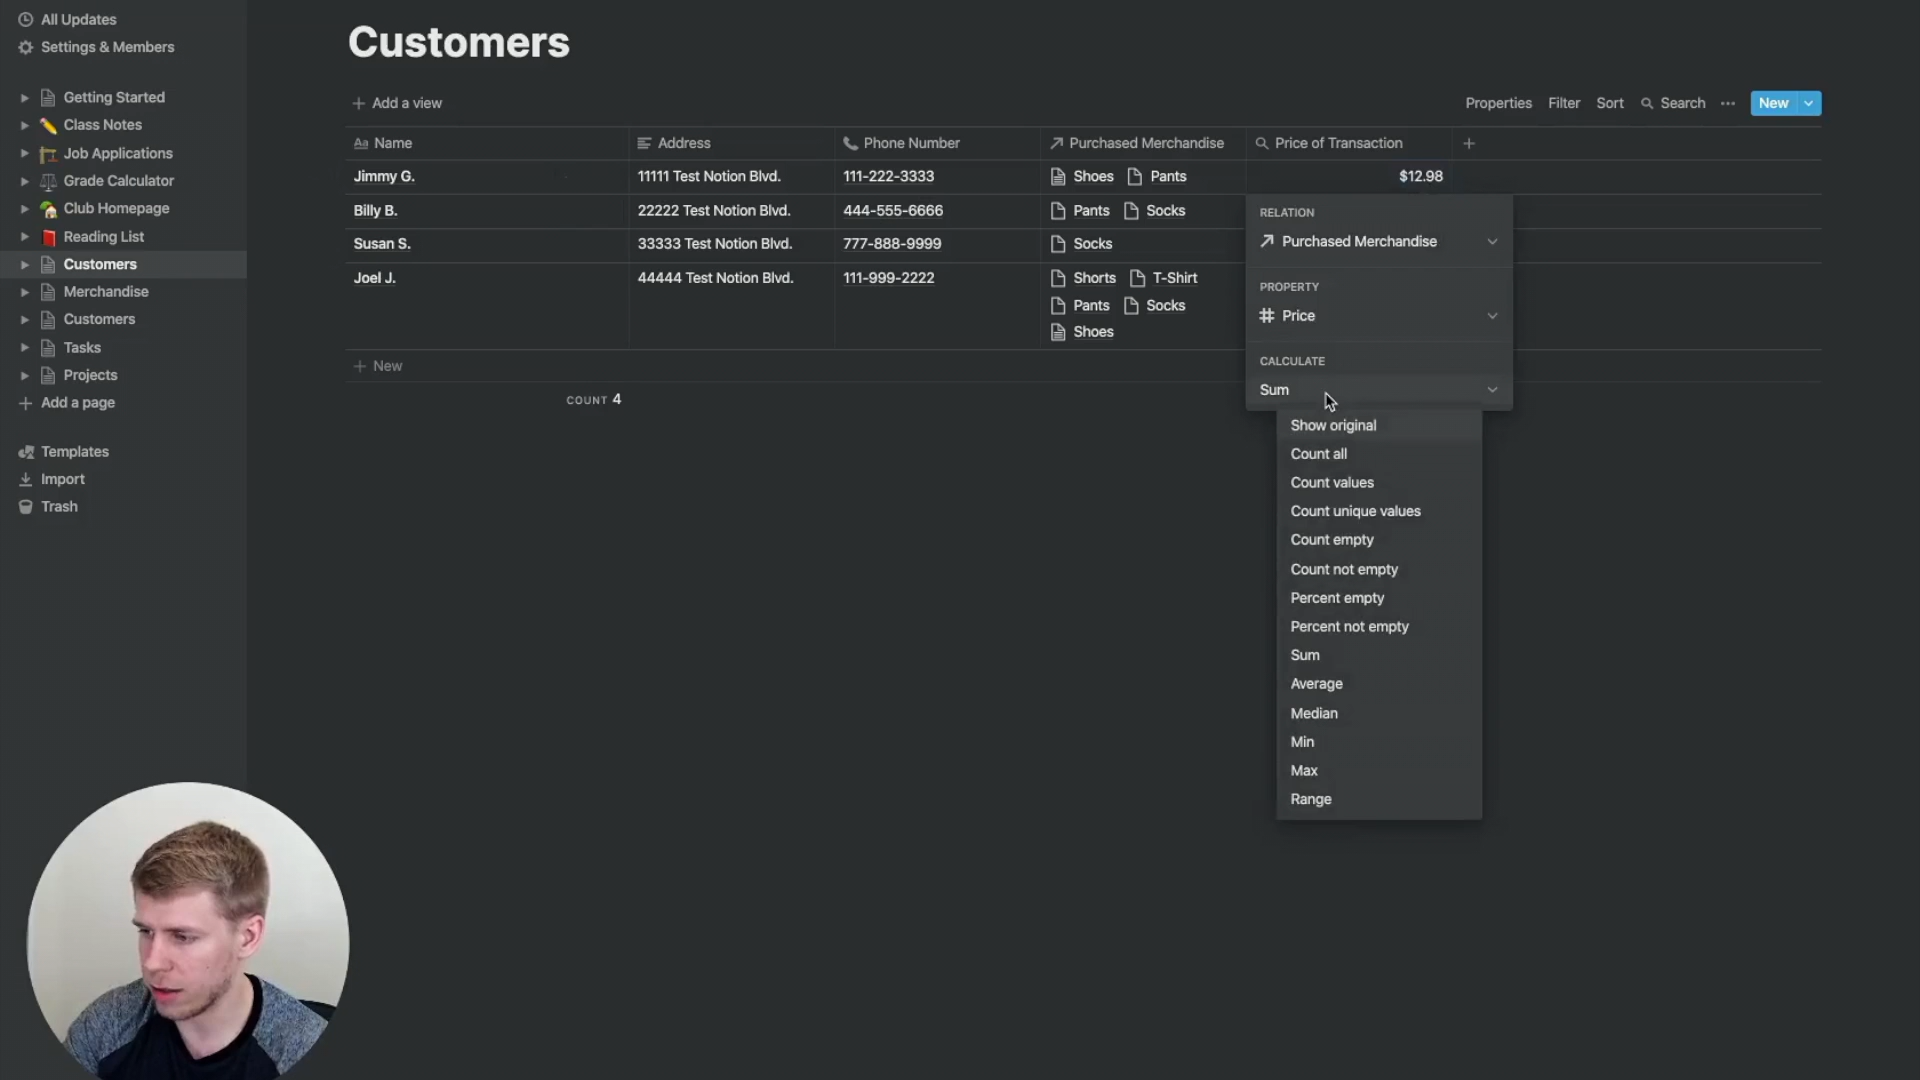 All Updates
Settings & Members
Getting Started
Class Notes
Job Applications
Grade Calculator
Club Homepage
Reading List
Customers
Merchandise
Customers
Tasks
Projects
Add a page
Templates
Import
Trash
Customers
Add a view
Properties Filter Sort Search New
Aa Name Address Phone Number Purchased Merchandise Price of Transaction
Jimmy G. 11111 Test Notion Blvd. 111-222-3333 Shoes Pants $12.98
Billy B. 22222 Test Notion Blvd. 444-555-6666 Pants Socks
Susan S. 33333 Test Notion Blvd. 777-888-9999 Socks
Joel J. 44444 Test Notion Blvd. 111-999-2222 Shorts T-Shirt
Pants Socks
Shoes
New
COUNT 4
RELATION
Purchased Merchandise
PROPERTY
Price
CALCULATE
Sum
Show original
Count all
Count values
Count unique values
Count empty
Count not empty
Percent empty
Percent not empty
Sum
Average
Median
Min
Max
Range